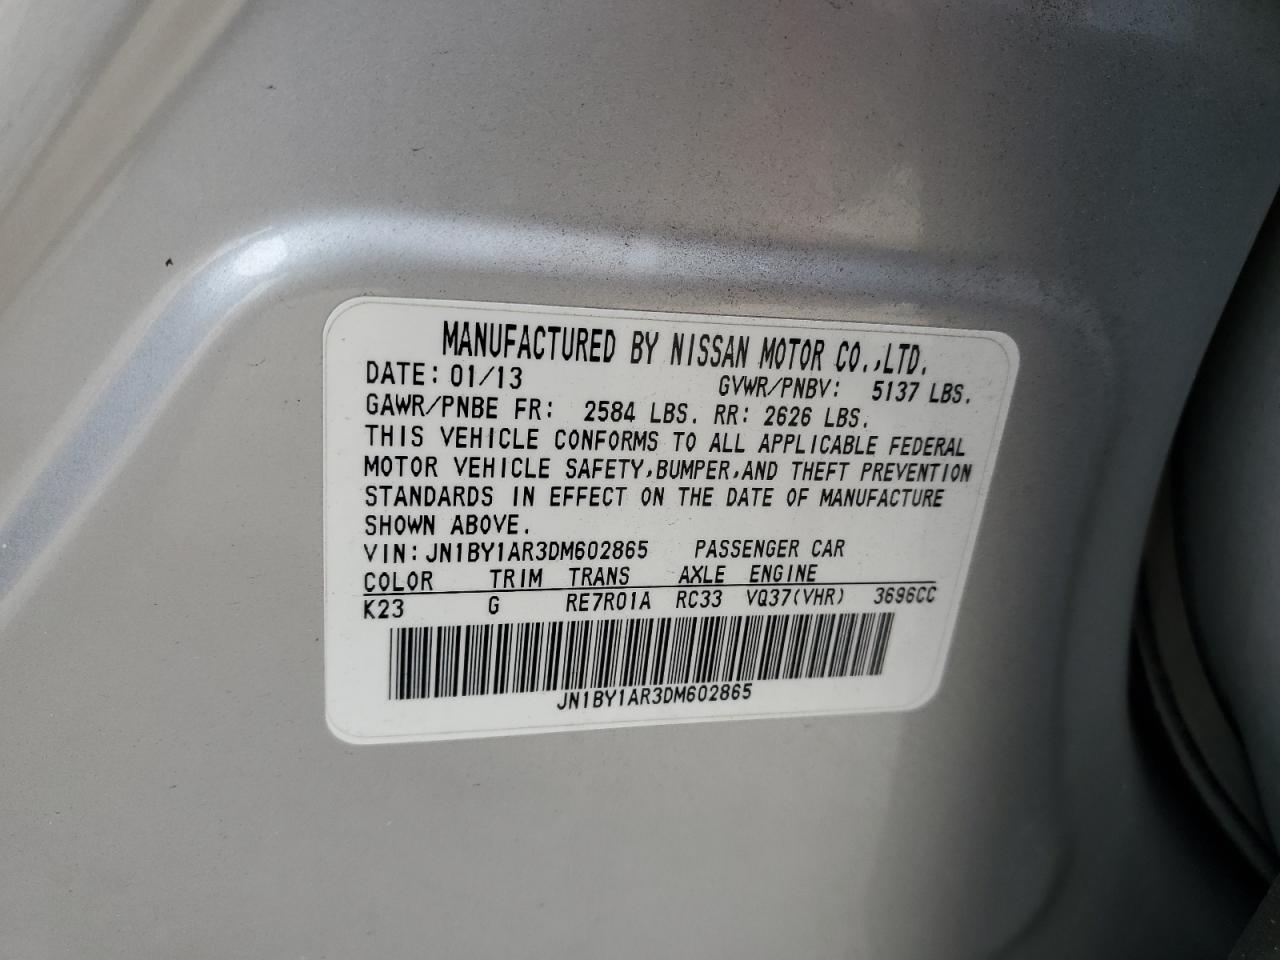 MANUFACTURED BY NISSAN MOTOR CO.,LTD.
DATE: 01/13 GVWR/PNBV: 5137 LBS.
GAWR/PNBE FR: 2584 LBS. RR: 2626 LBS.
THIS VEHICLE CONFORMS TO ALL APPLICABLE FEDERAL
MOTOR VEHICLE SAFETY,BUMPER,AND THEFT PREVENTION
STANDARDS IN EFFECT ON THE DATE OF MANUFACTURE
SHOWN ABOVE.
VIN: JN1BY1AR3DM602865 PASSENGER CAR
COLOR TRIM TRANS AXLE ENGINE
K23 G RE7R01A RC33 VQ37(VHR) 3696CC
JN1BY1AR3DM602865